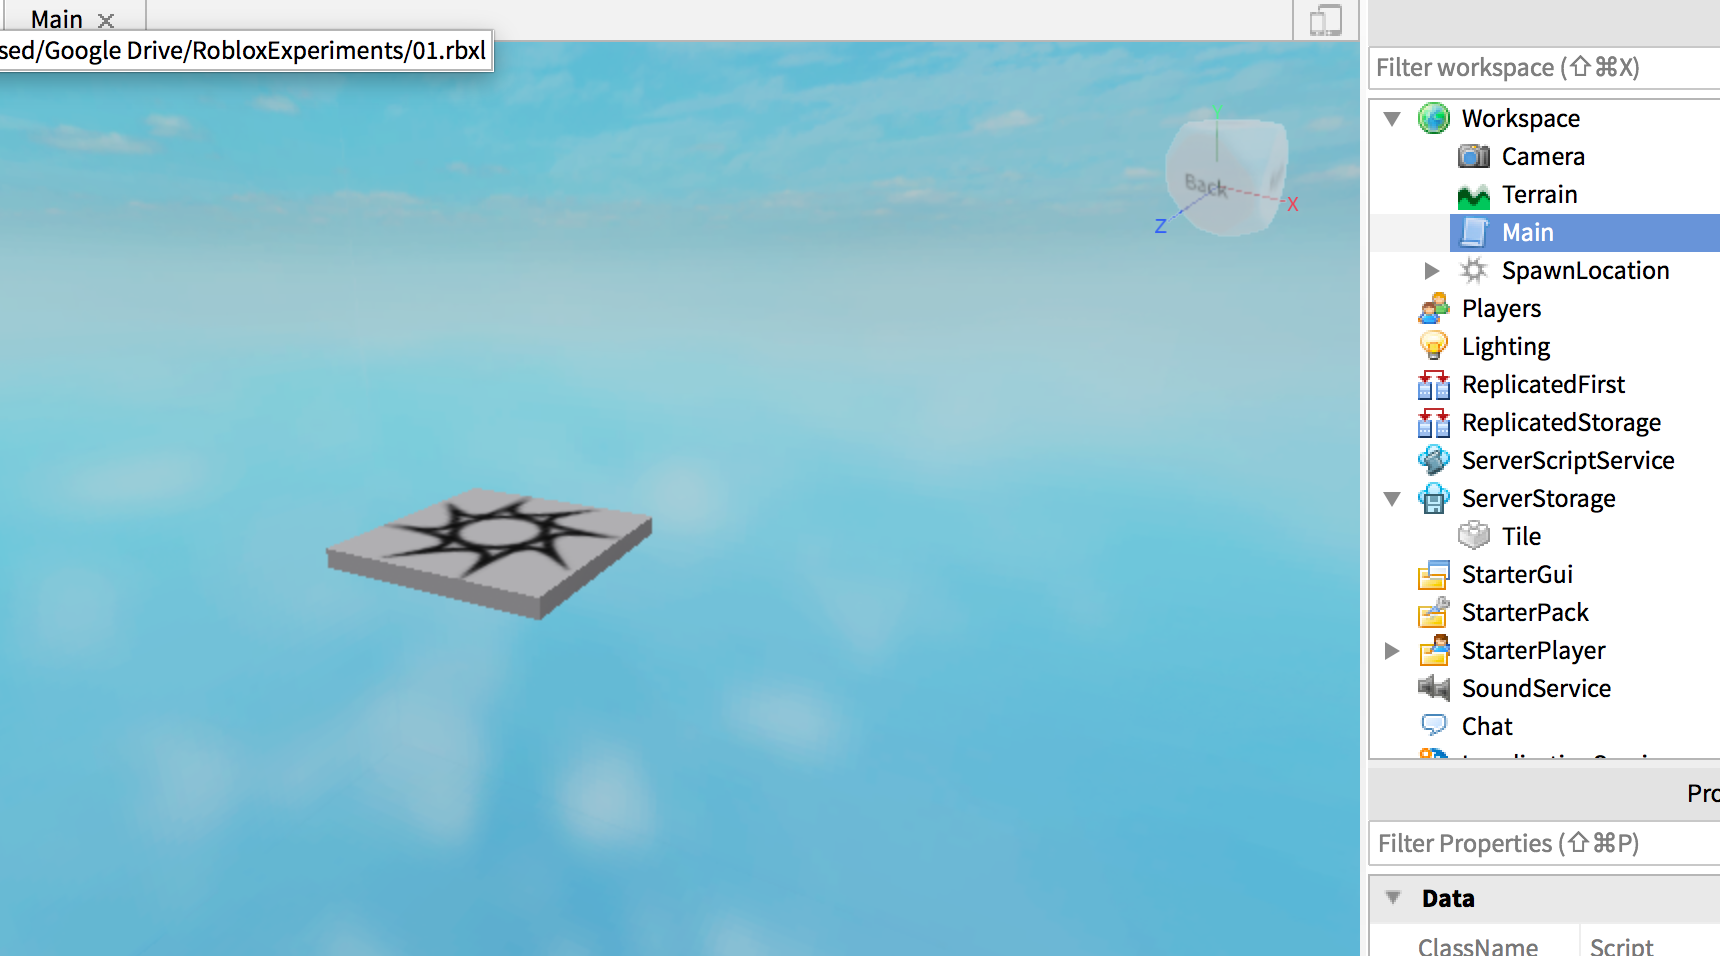 Main
sed/Google Drive/RobloxExperiments/01.rbxl
Back
Y
X
Z
Filter workspace (⇧⌘X)
Workspace
Camera
Terrain
Main
SpawnLocation
Players
Lighting
ReplicatedFirst
ReplicatedStorage
ServerScriptService
ServerStorage
Tile
StarterGui
StarterPack
StarterPlayer
SoundService
Chat
Pro
Filter Properties (⇧⌘P)
Data
ClassName Script